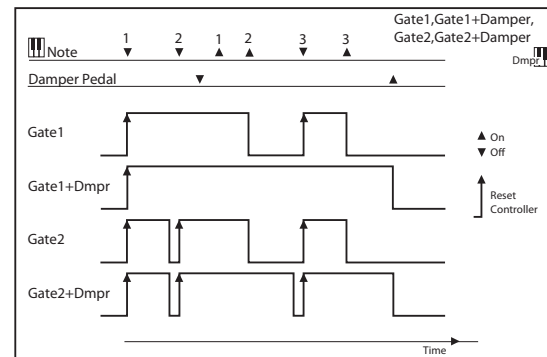 Gate1,Gate1+Damper,
Gate2,Gate2+Damper
1 2 1 2 3 3
Note
Dmpr
Damper Pedal
Gate1
On
Off
Gate1+Dmpr
Reset
Controller
Gate2
Gate2+Dmpr
Time